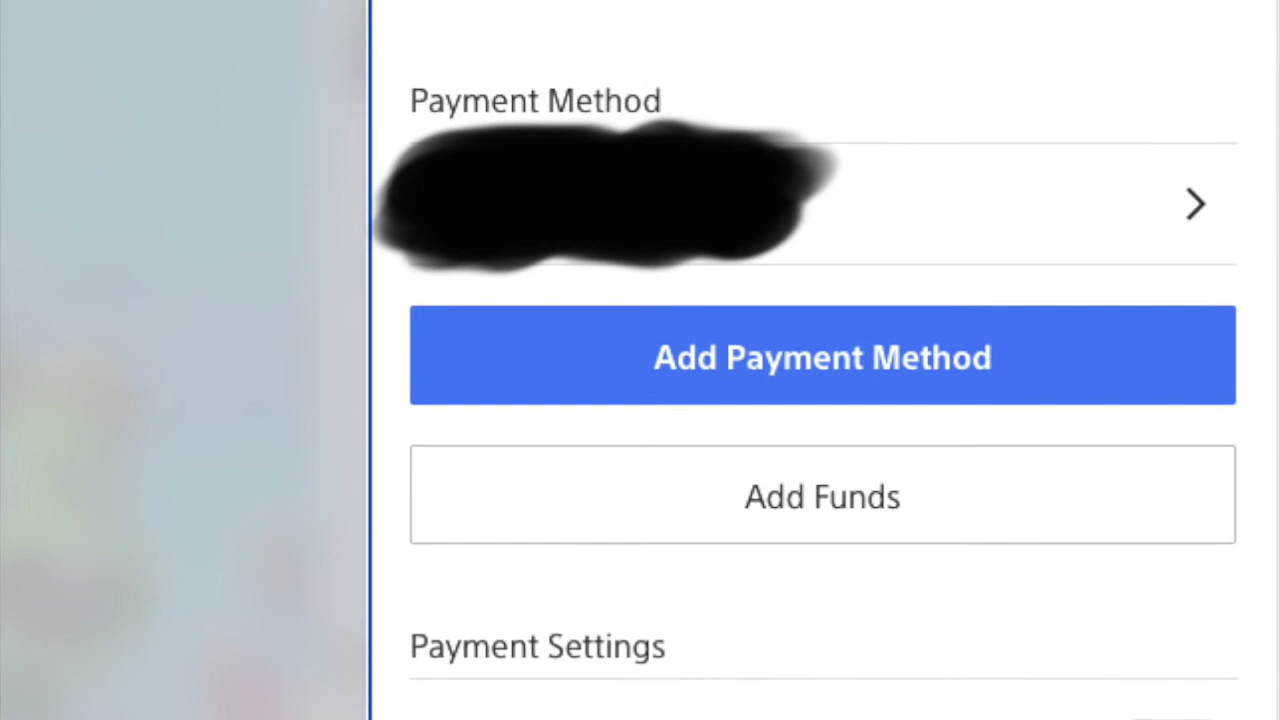 Payment Method
Add Payment Method
Add Funds
Payment Settings